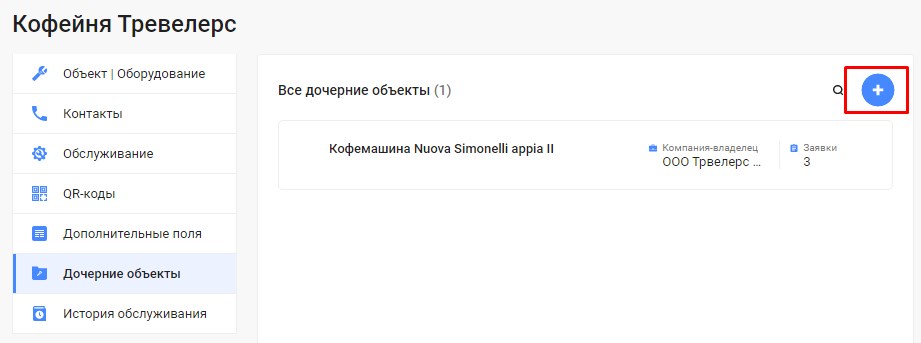 Кофейня Тревелерс
Объект | Оборудование
Контакты
Обслуживание
QR-коды
Дополнительные поля
Дочерние объекты
История обслуживания
Все дочерние объекты (1)
Кофемашина Nuova Simonelli appia II
Компания-владелец
ООО Трвелерс ...
Заявки
3